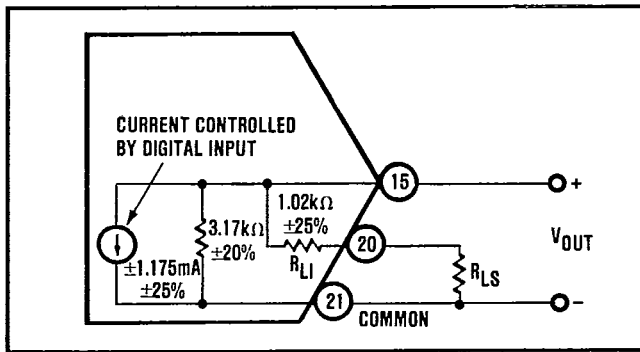 CURRENT CONTROLLED
BY DIGITAL INPUT
15
+
1.02kΩ
±25%
3.17kΩ
±20%
20
RLI
VOUT
±1.175mA
±25%
RLS
21
COMMON
−